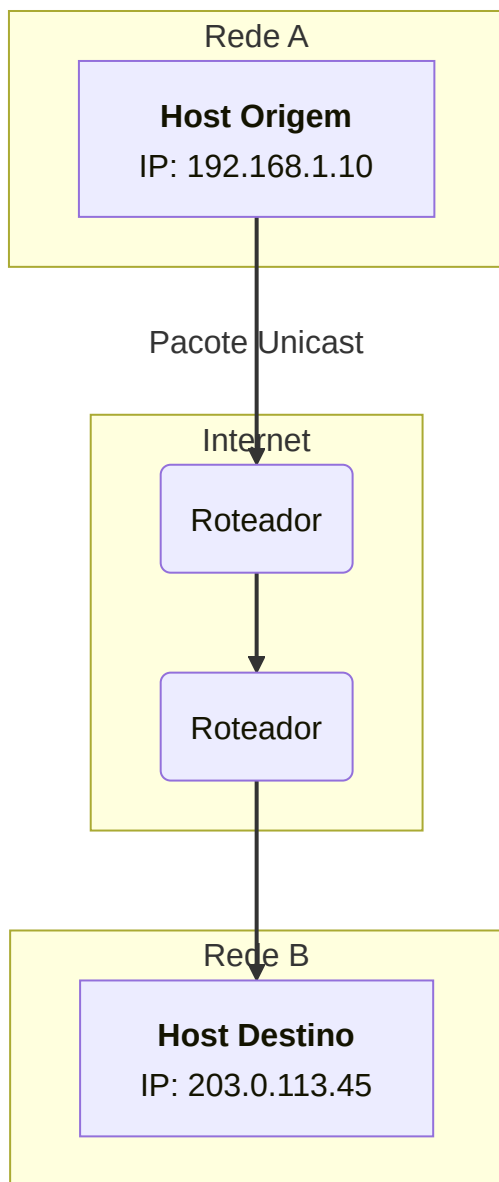 Rede A
Host Origem
IP: 192.168.1.10
Pacote Unicast
Internet
Roteador
Roteador
Rede B
Host Destino
IP: 203.0.113.45